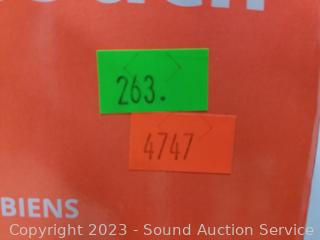 263.
4747
BIENS
Copyright 2023 - Sound Auction Service